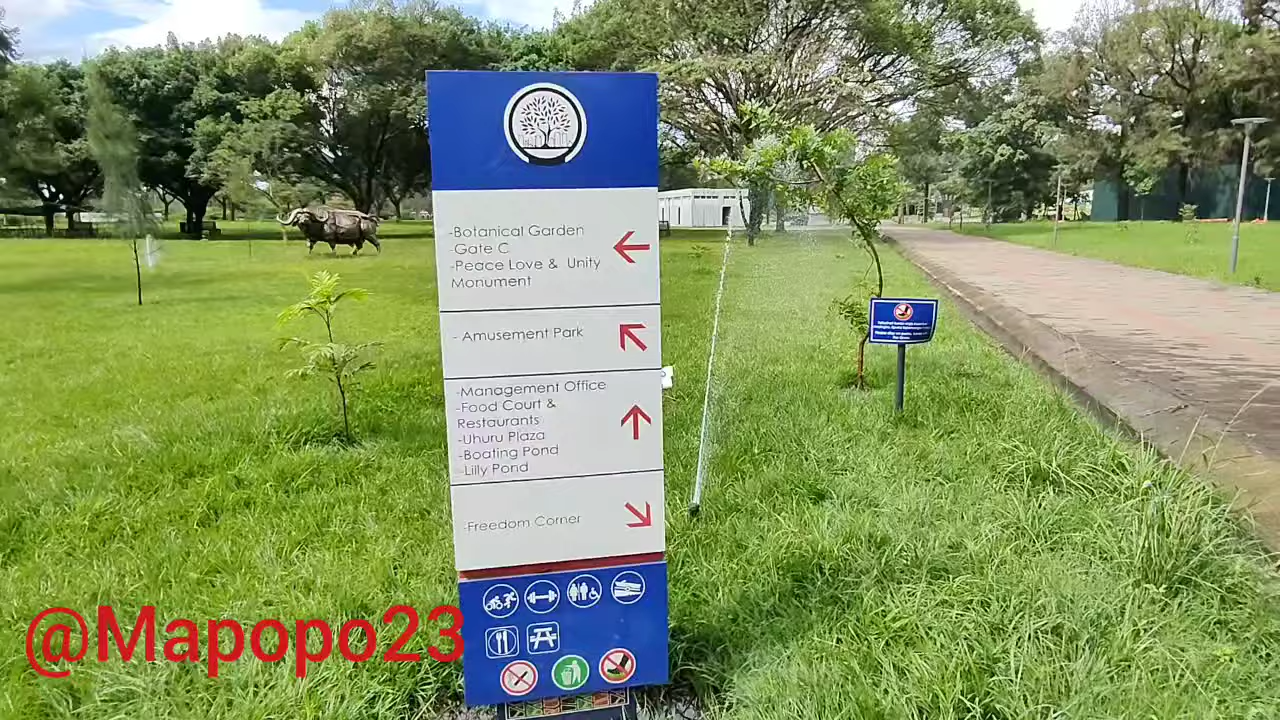 -Botanical Garden
-Gate C
-Peace Love & Unity
Monument
- Amusement Park
-Management Office
-Food Court &
Restaurants
-Uhuru Plaza
-Boating Pond
-Lilly Pond
-Freedom Corner
@Mapopo23